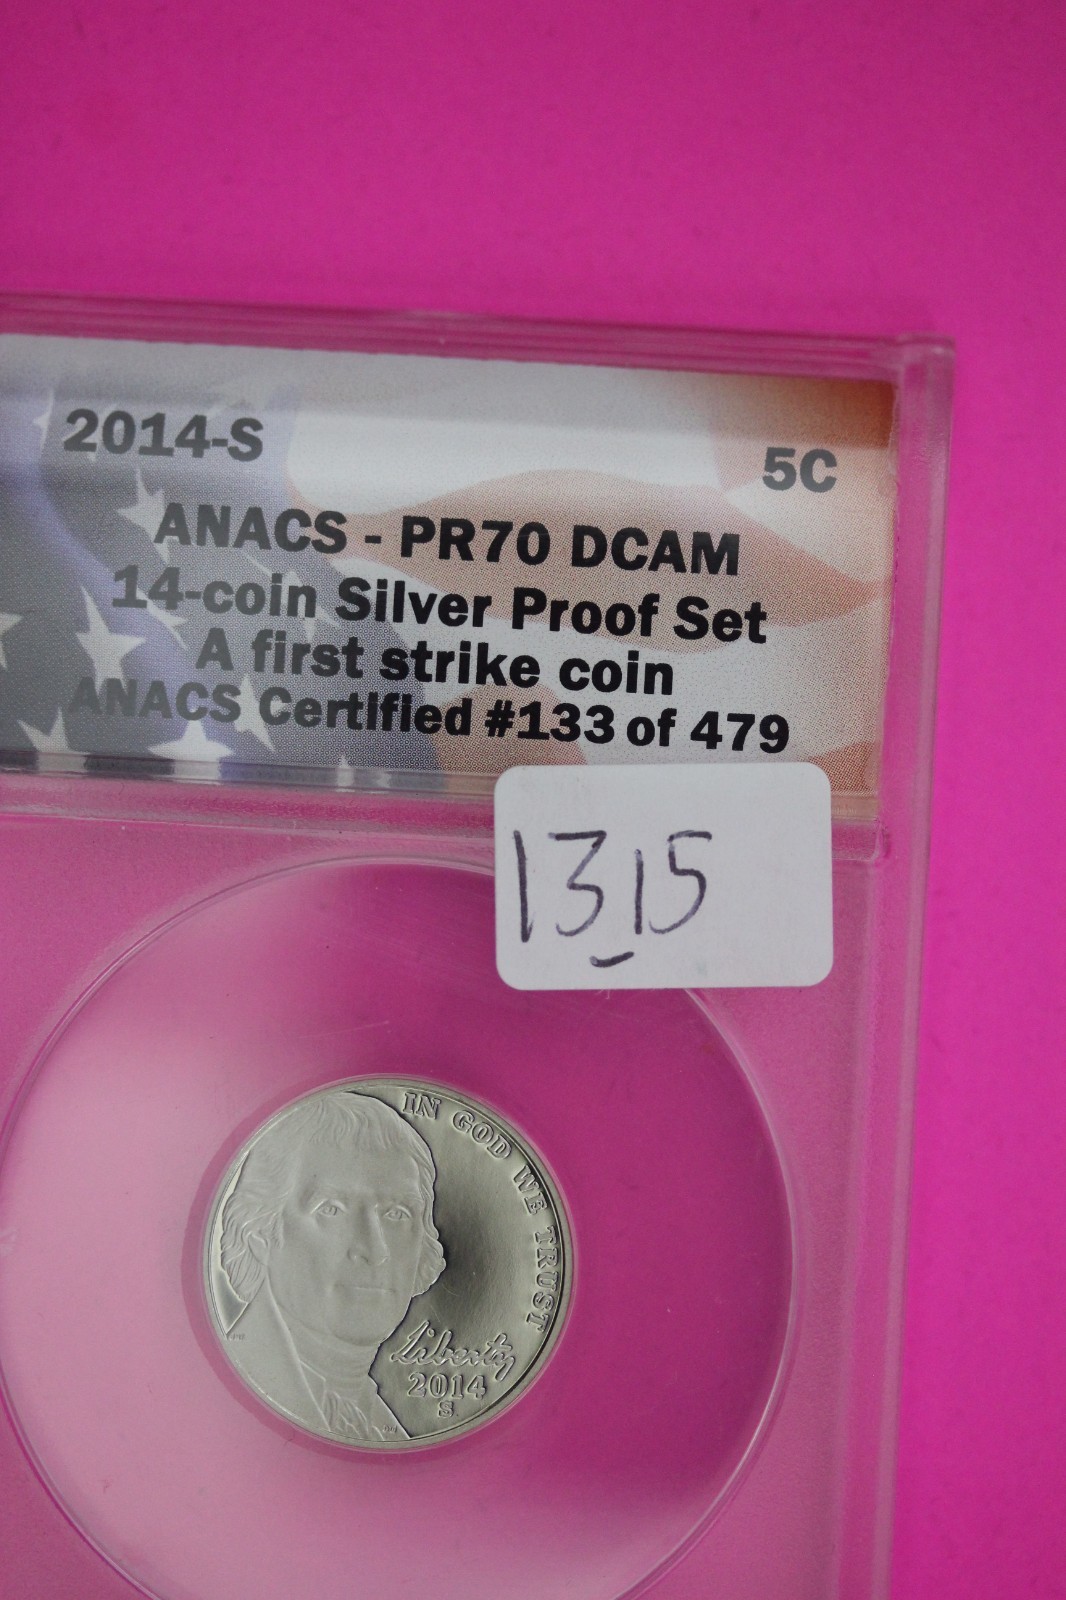 2014-S
5C
ANACS - PR70 DCAM
14-coin Silver Proof Set
A first strike coin
ANACS Certified #133 of 479
1315
IN GOD WE TRUST
Liberty
2014
S